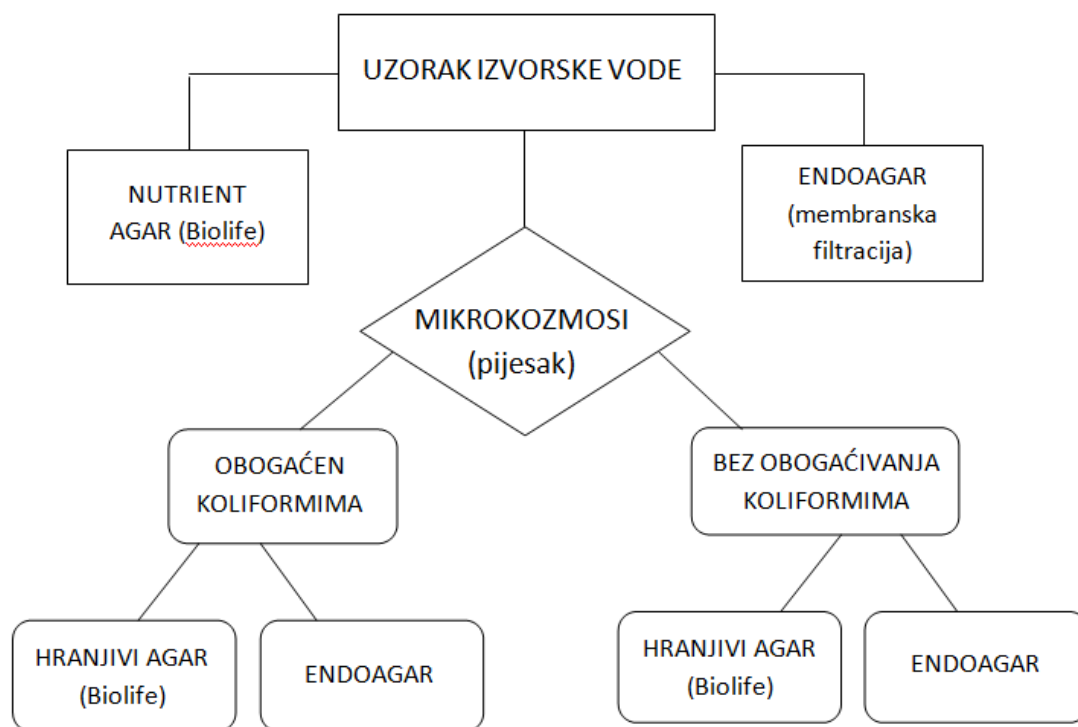 UZORAK IZVORSKE VODE
NUTRIENT
AGAR (Biolife)
ENDOAGAR
(membranska
filtracija)
MIKROKOZMOSI
(pijesak)
OBOGAĆEN
KOLIFORMIMA
BEZ OBOGAĆIVANJA
KOLIFORMIMA
HRANJIVI AGAR
(Biolife)
ENDOAGAR
HRANJIVI AGAR
(Biolife)
ENDOAGAR